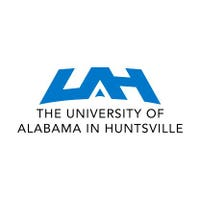 UAH
THE UNIVERSITY OF
ALABAMA IN HUNTSVILLE